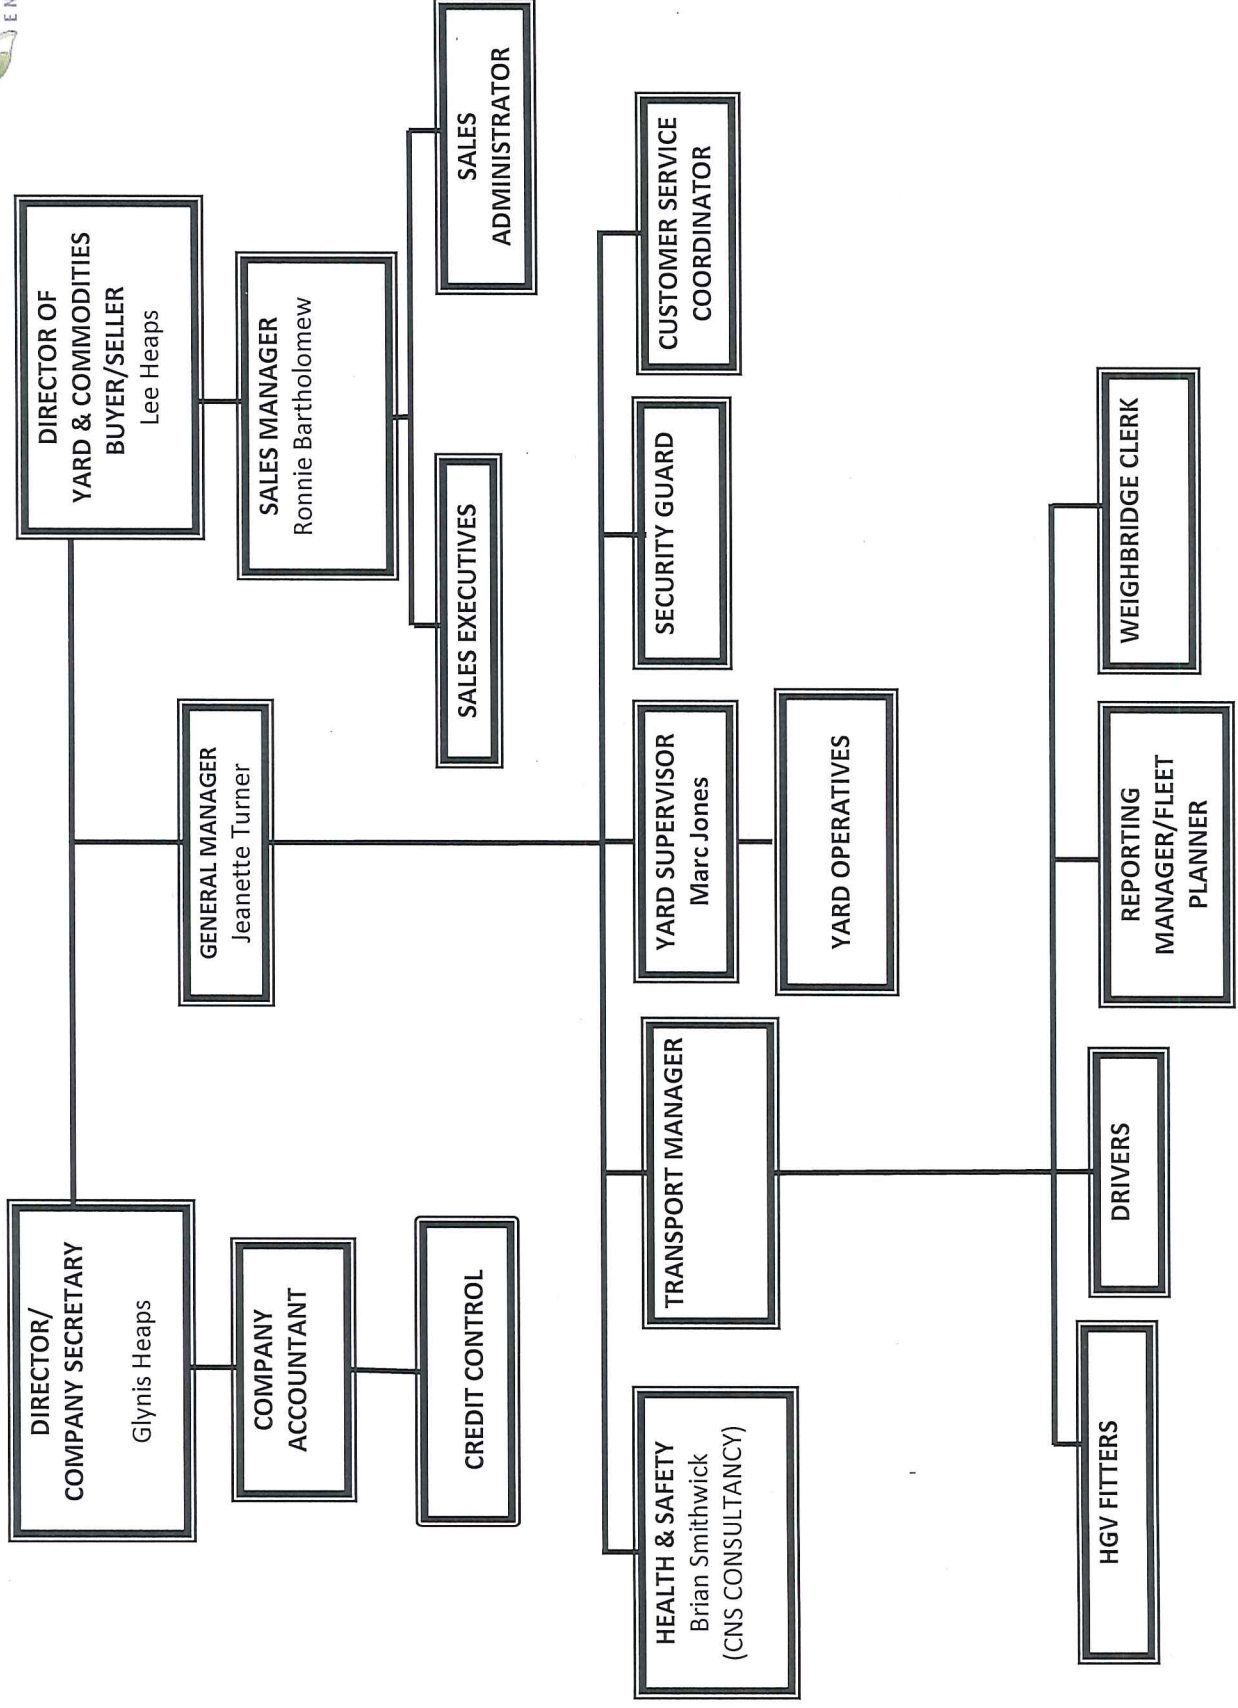 DIRECTOR/
COMPANY SECRETARY
Glynis Heaps
DIRECTOR OF
YARD & COMMODITIES
BUYER/SELLER
Lee Heaps
GENERAL MANAGER
Jeanette Turner
COMPANY
ACCOUNTANT
SALES MANAGER
Ronnie Bartholomew
CREDIT CONTROL
SALES EXECUTIVES
SALES
ADMINISTRATOR
HEALTH & SAFETY
Brian Smithwick
(CNS CONSULTANCY)
TRANSPORT MANAGER
YARD SUPERVISOR
Marc Jones
SECURITY GUARD
CUSTOMER SERVICE
COORDINATOR
YARD OPERATIVES
HGV FITTERS
DRIVERS
REPORTING
MANAGER/FLEET
PLANNER
WEIGHBRIDGE CLERK